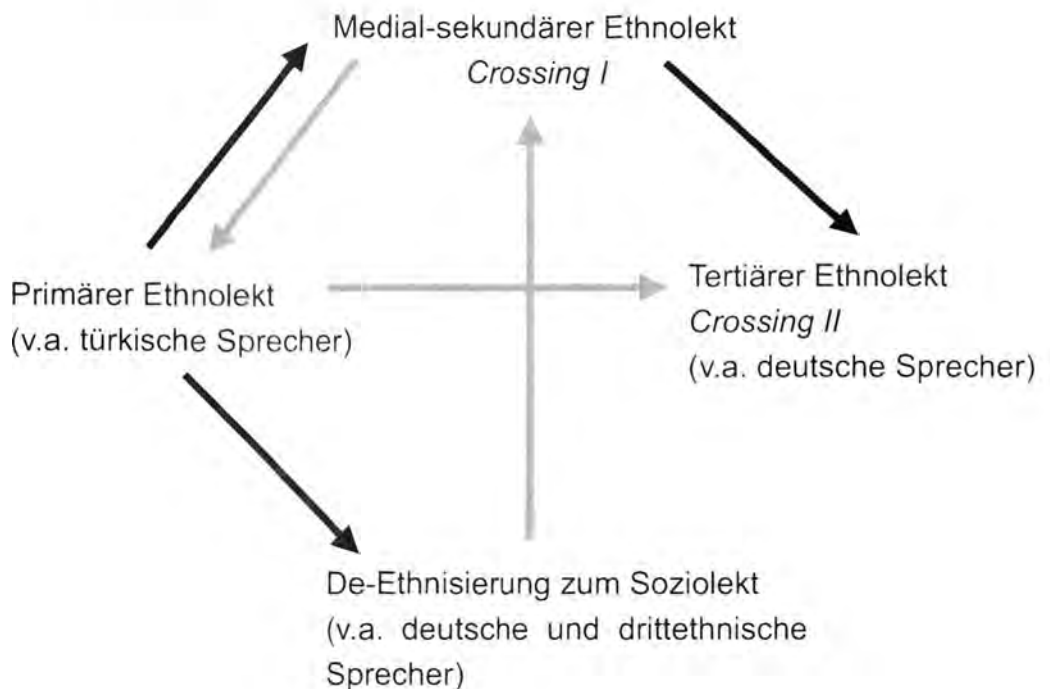 Medial-sekundärer Ethnolekt
Crossing I
Primärer Ethnolekt
(v.a. türkische Sprecher)
Tertiärer Ethnolekt
Crossing II
(v.a. deutsche Sprecher)
De-Ethnisierung zum Soziolekt
(v.a. deutsche und drittethnische
Sprecher)